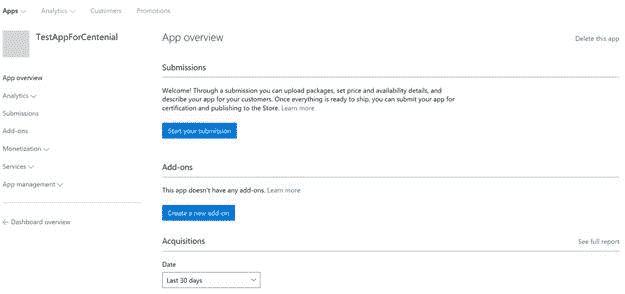 Apps Analytics Customers Promotions
TestAppForCentenial
App overview
Analytics
Submissions
Add-ons
Monetization
Services
App management
Dashboard overview
App overview
Delete this app
Submissions
Welcome! Through a submission you can upload packages, set price and availability details, and
describe your app for your customers. Once everything is ready to ship, you can submit your app for
certification and publishing to the Store. Learn more
Start your submission
Add-ons
This app doesn't have any add-ons. Learn more
Create a new add-on
Acquisitions
See full report
Date
Last 30 days